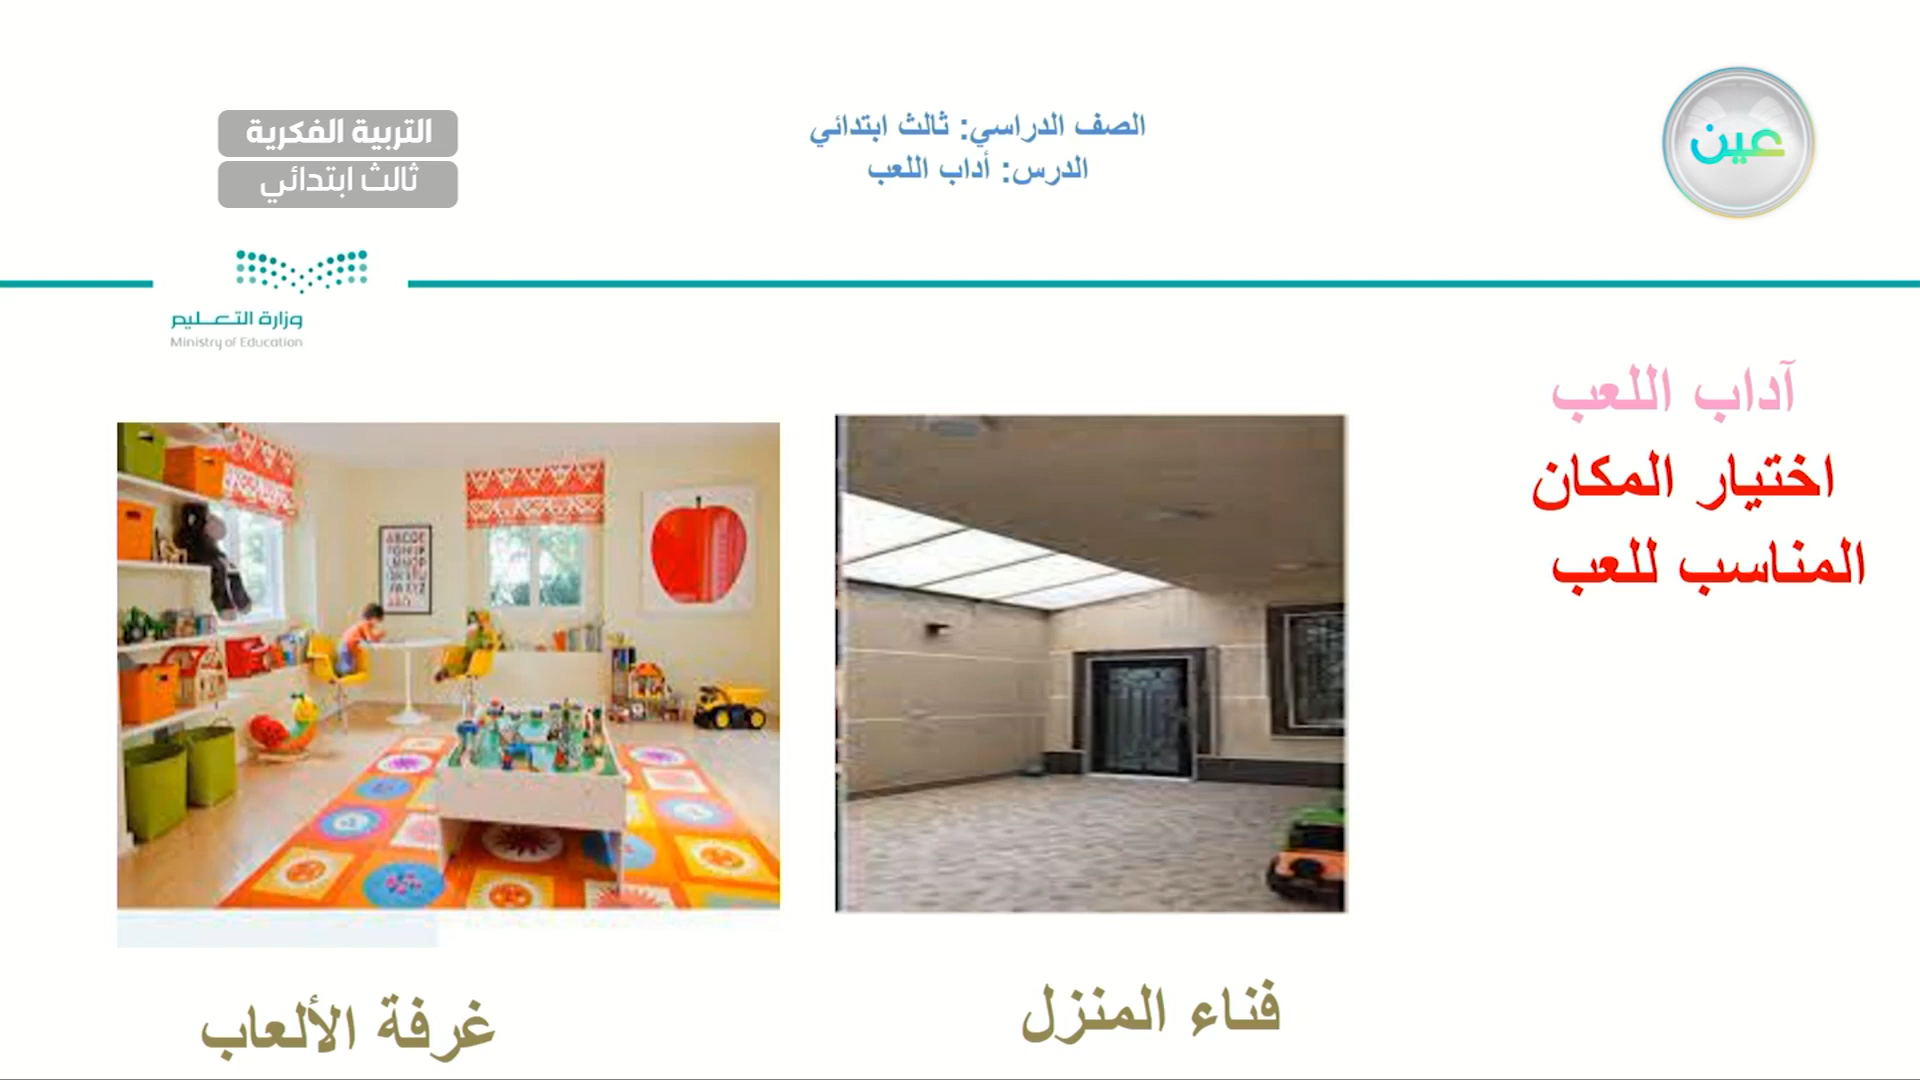 التربية الفكرية
ثالث ابتدائي
الصف الدراسي: ثالث ابتدائي
الدرس: أداب اللعب
عين
وزارة التعليم
Ministry of Education
آداب اللعب
اختيار المكان
المناسب للعب
فناء المنزل
غرفة الألعاب